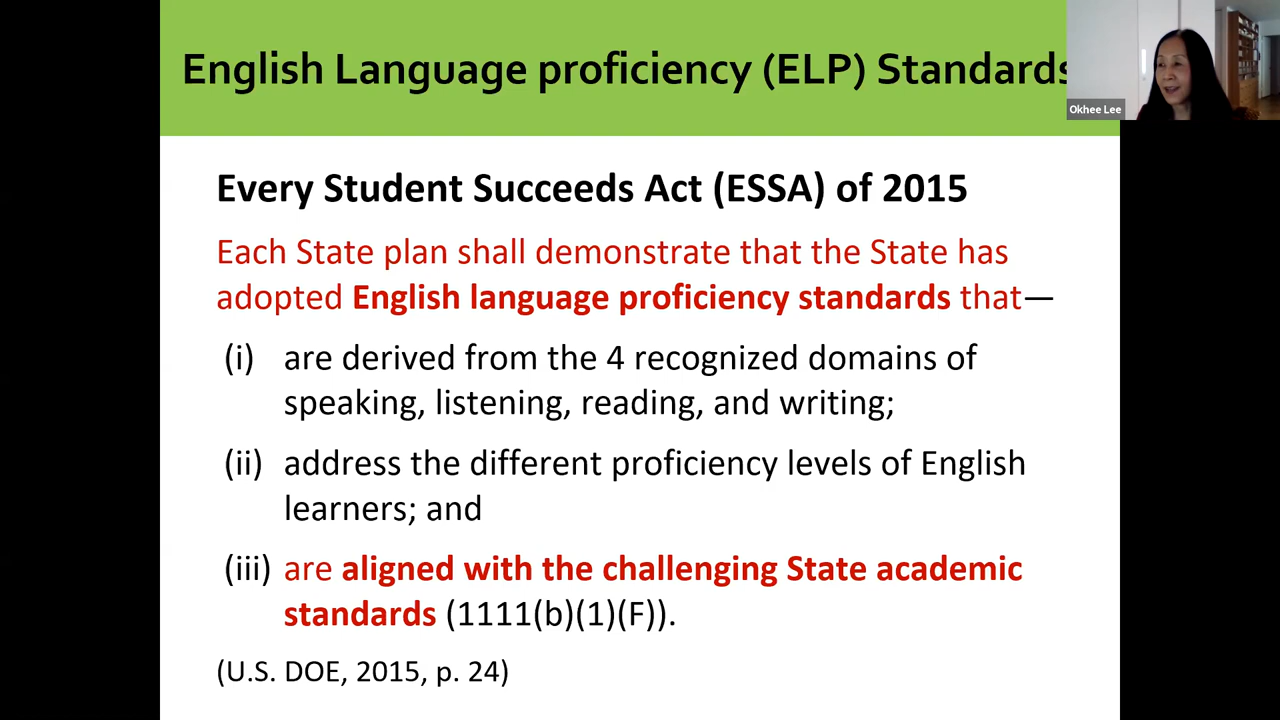 English Language proficiency (ELP) Standards
Okhee Lee
Every Student Succeeds Act (ESSA) of 2015
Each State plan shall demonstrate that the State has
adopted English language proficiency standards that—
(i) are derived from the 4 recognized domains of
speaking, listening, reading, and writing;
(ii) address the different proficiency levels of English
learners; and
(iii) are aligned with the challenging State academic
standards (1111(b)(1)(F)).
(U.S. DOE, 2015, p. 24)